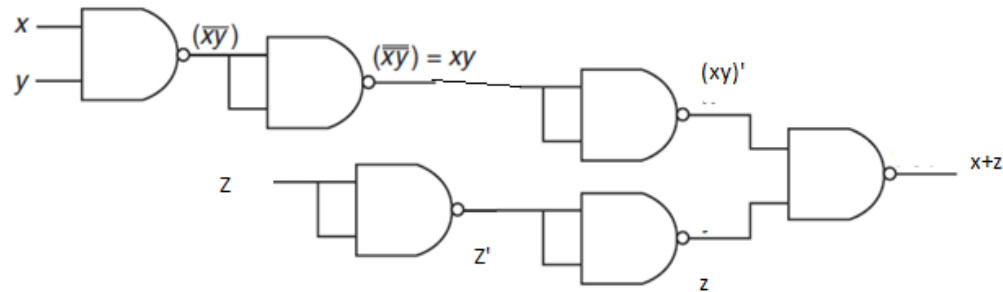 x
y
(x̅y̅)
(x̿y̿) = xy
(xy)'
x+z
Z
Z'
z